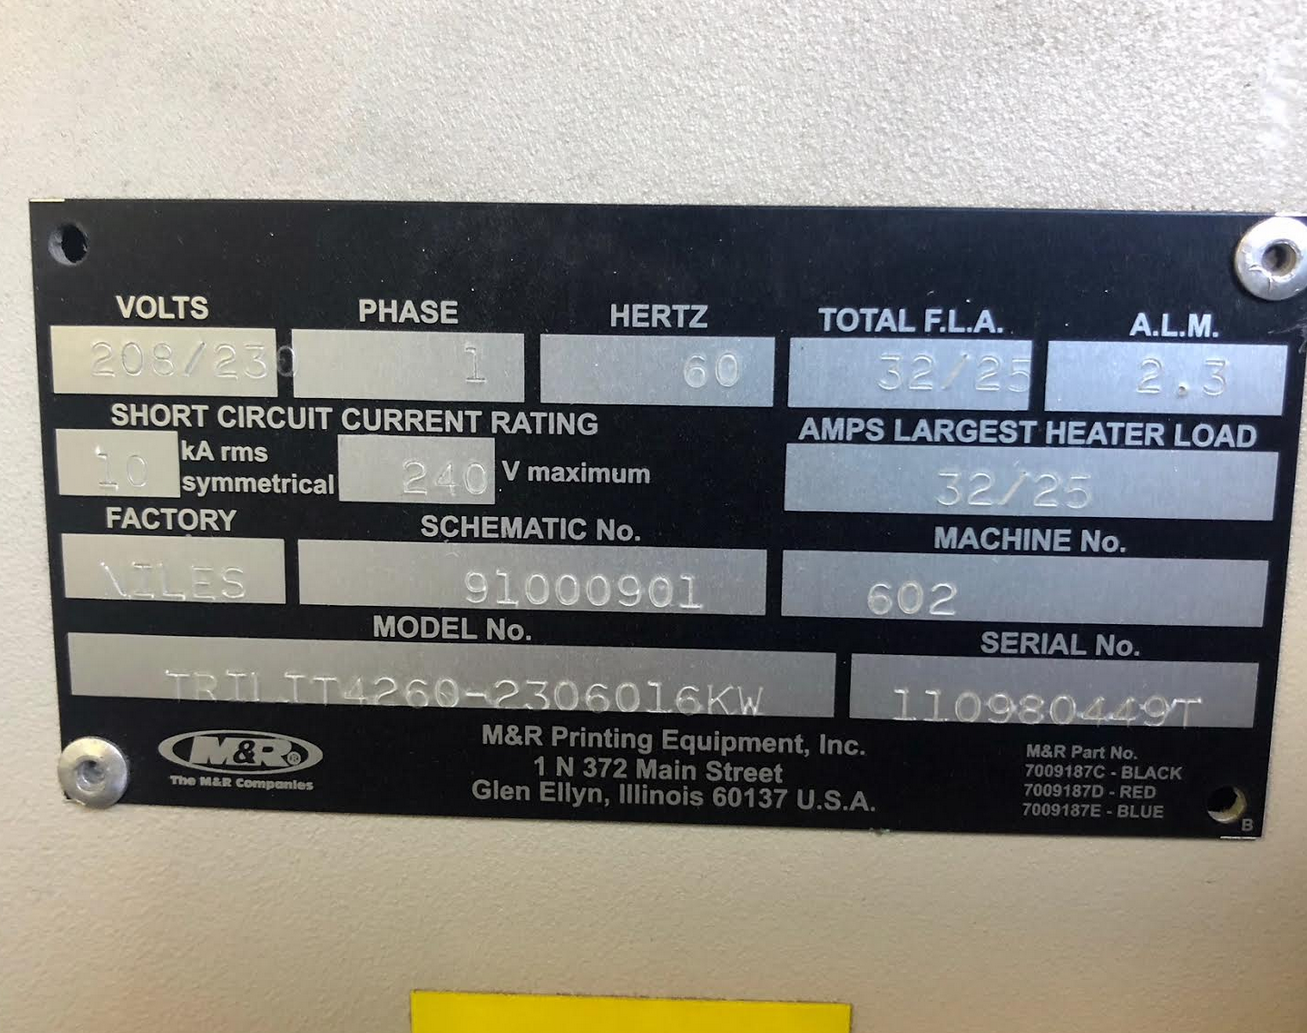 VOLTS PHASE HERTZ TOTAL F.L.A. A.L.M.
208/230 1 60 32/25 2.3
SHORT CIRCUIT CURRENT RATING AMPS LARGEST HEATER LOAD
10 kA rms symmetrical 240 V maximum 32/25
FACTORY SCHEMATIC No. MACHINE No.
NILES 91000901 602
MODEL No. SERIAL No.
TRILIT4260-2306016KW 110980449T
M&R®
The M&R Companies
M&R Printing Equipment, Inc.
1 N 372 Main Street
Glen Ellyn, Illinois 60137 U.S.A.
M&R Part No.
7009187C - BLACK
7009187D - RED
7009187E - BLUE
B